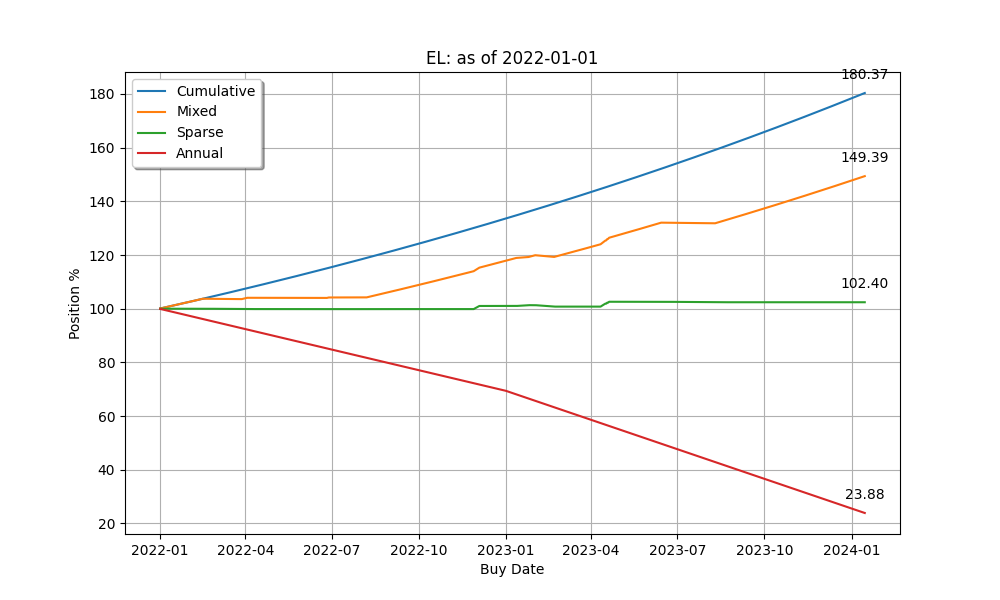 EL: as of 2022-01-01
Cumulative
Mixed
Sparse
Annual
180.37
149.39
102.40
23.88
Position %
180
160
140
120
100
80
60
40
20
2022-01 2022-04 2022-07 2022-10 2023-01 2023-04 2023-07 2023-10 2024-01
Buy Date